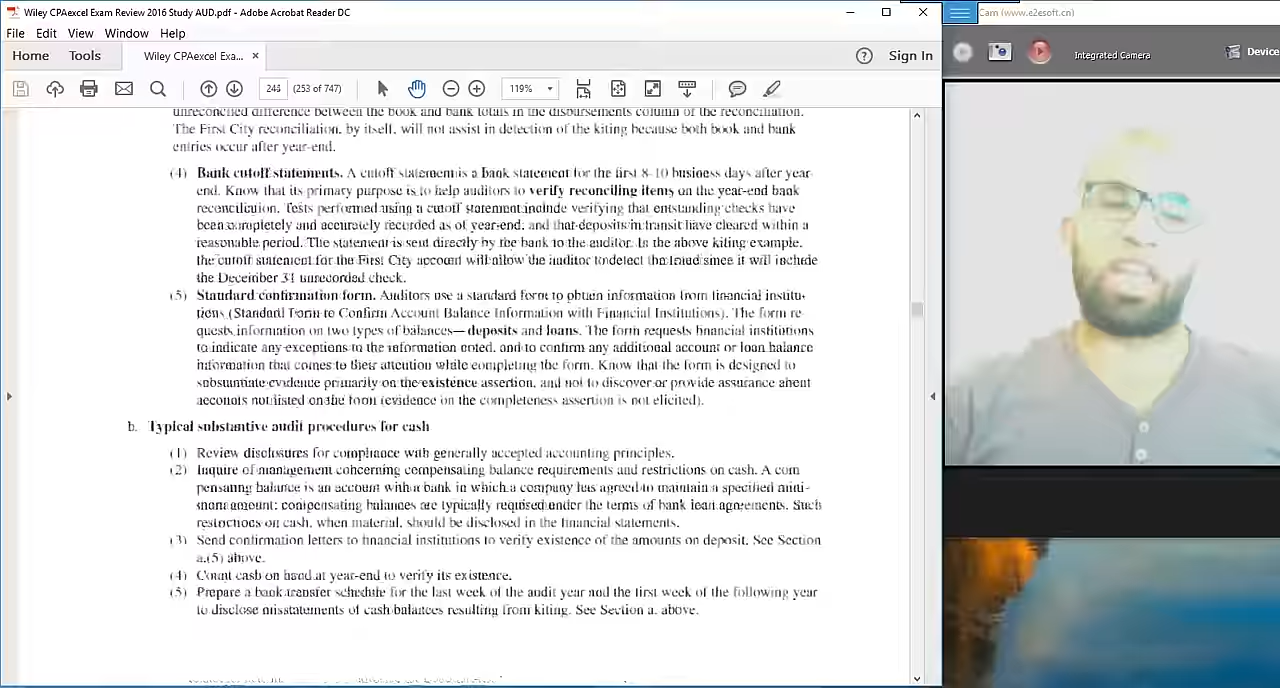 Wiley CPAexcel Exam Review 2016 Study AUD.pdf - Adobe Acrobat Reader DC
File Edit View Window Help
Home Tools Wiley CPAexcel Exa... × Sign In
245 (253 of 747) 119%
Cam (www.e2esoft.cn)
Integrated Camera Device
unreconciled difference between the book and bank totals in the disbursements column of the reconciliation.
The First City reconciliation, by itself, will not assist in detection of the kiting because both book and bank
entries occur after year-end.
(4) Bank cutoff statements. A cutoff statement is a bank statement for the first 8-10 business days after year-
end. Know that its primary purpose is to help auditors to verify reconciling items on the year-end bank
reconciliation. Tests performed using a cutoff statement include verifying that outstanding checks have
been completely and accurately recorded as of year-end, and that deposits in transit have cleared within a
reasonable period. The statement is sent directly by the bank to the auditor. In the above kiting example,
the cutoff statement for the First City account will allow the auditor to detect the fraud since it will include
the December 31 unrecorded check.
(5) Standard confirmation form. Auditors use a standard form to obtain information from financial institu-
tions (Standard Form to Confirm Account Balance Information with Financial Institutions). The form re-
quests information on two types of balances—deposits and loans. The form requests financial institutions
to indicate any exceptions to the information noted, and to confirm any additional account or loan balance
information that comes to their attention while completing the form. Know that the form is designed to
substantiate evidence primarily on the existence assertion, and not to discover or provide assurance about
accounts not listed on the form (evidence on the completeness assertion is not elicited).
b. Typical substantive audit procedures for cash
(1) Review disclosures for compliance with generally accepted accounting principles.
(2) Inquire of management concerning compensating balance requirements and restrictions on cash. A com
pensating balance is an account with a bank in which a company has agreed to maintain a specified mini-
mum amount; compensating balances are typically required under the terms of bank loan agreements. Such
restrictions on cash, when material, should be disclosed in the financial statements.
(3) Send confirmation letters to financial institutions to verify existence of the amounts on deposit. See Section
a.(5) above.
(4) Count cash on hand at year-end to verify its existence.
(5) Prepare a bank transfer schedule for the last week of the audit year and the first week of the following year
to disclose misstatements of cash balances resulting from kiting. See Section a. above.